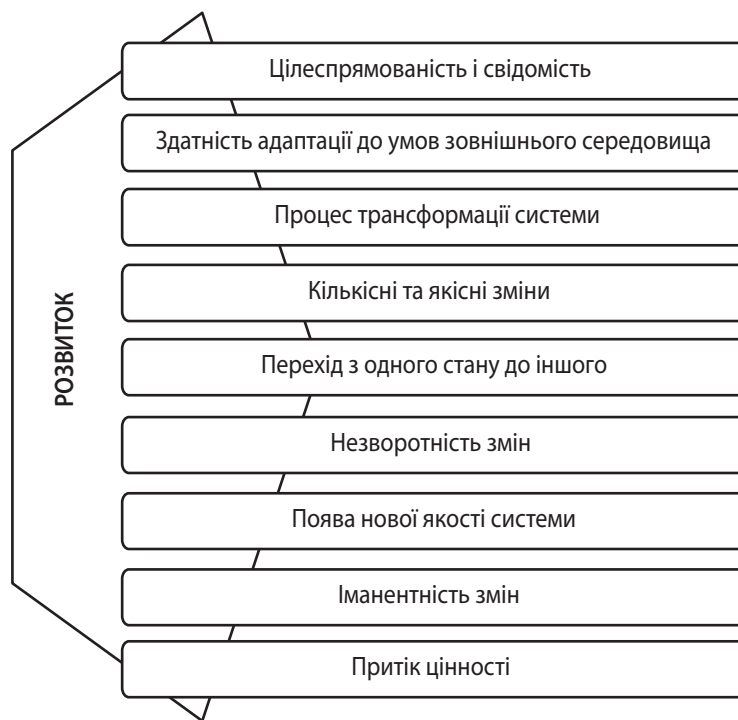 Цілеспрямованість і свідомість
Здатність адаптації до умов зовнішнього середовища
Процес трансформації системи
Кількісні та якісні зміни
Перехід з одного стану до іншого
Незворотність змін
Поява нової якості системи
Іманентність змін
Притік цінності
РОЗВИТОК